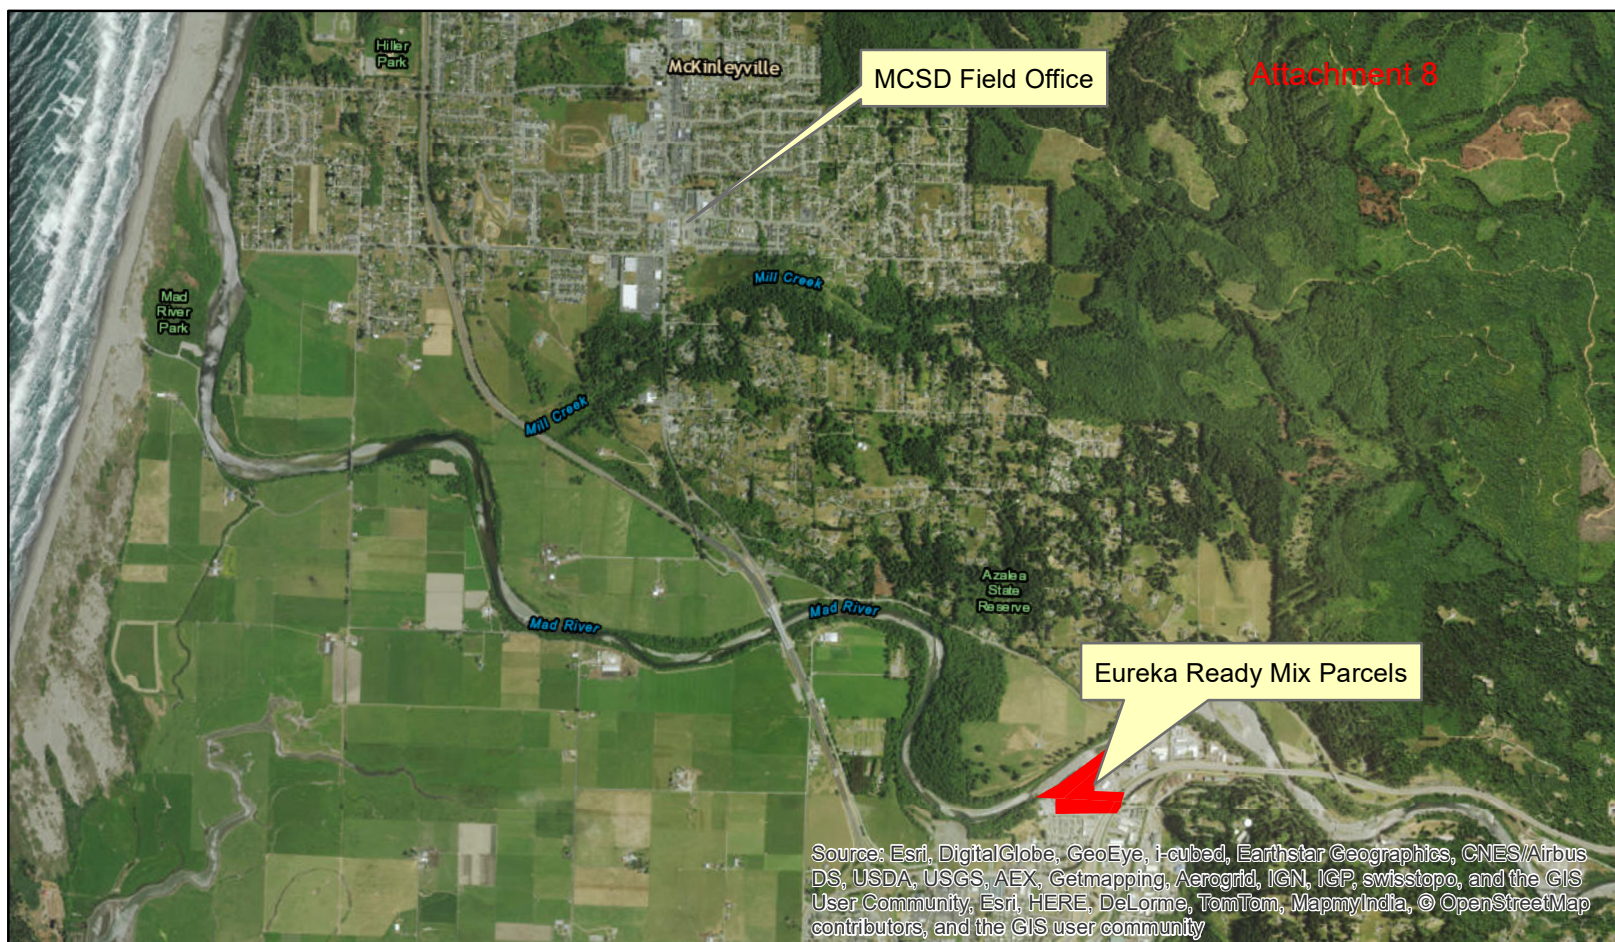 Hiller
Park
McKinleyville
MCSD Field Office
Attachment 8
Mill Creek
Mad
River
Park
Mill Creek
Azalea
State
Reserve
Mad River
Mad River
Eureka Ready Mix Parcels
Source: Esri, DigitalGlobe, GeoEye, i-cubed, Earthstar Geographics, CNES/Airbus
DS, USDA, USGS, AEX, Getmapping, Aerogrid, IGN, IGP, swisstopo, and the GIS
User Community, Esri, HERE, DeLorme, TomTom, MapmyIndia, © OpenStreetMap
contributors, and the GIS user community